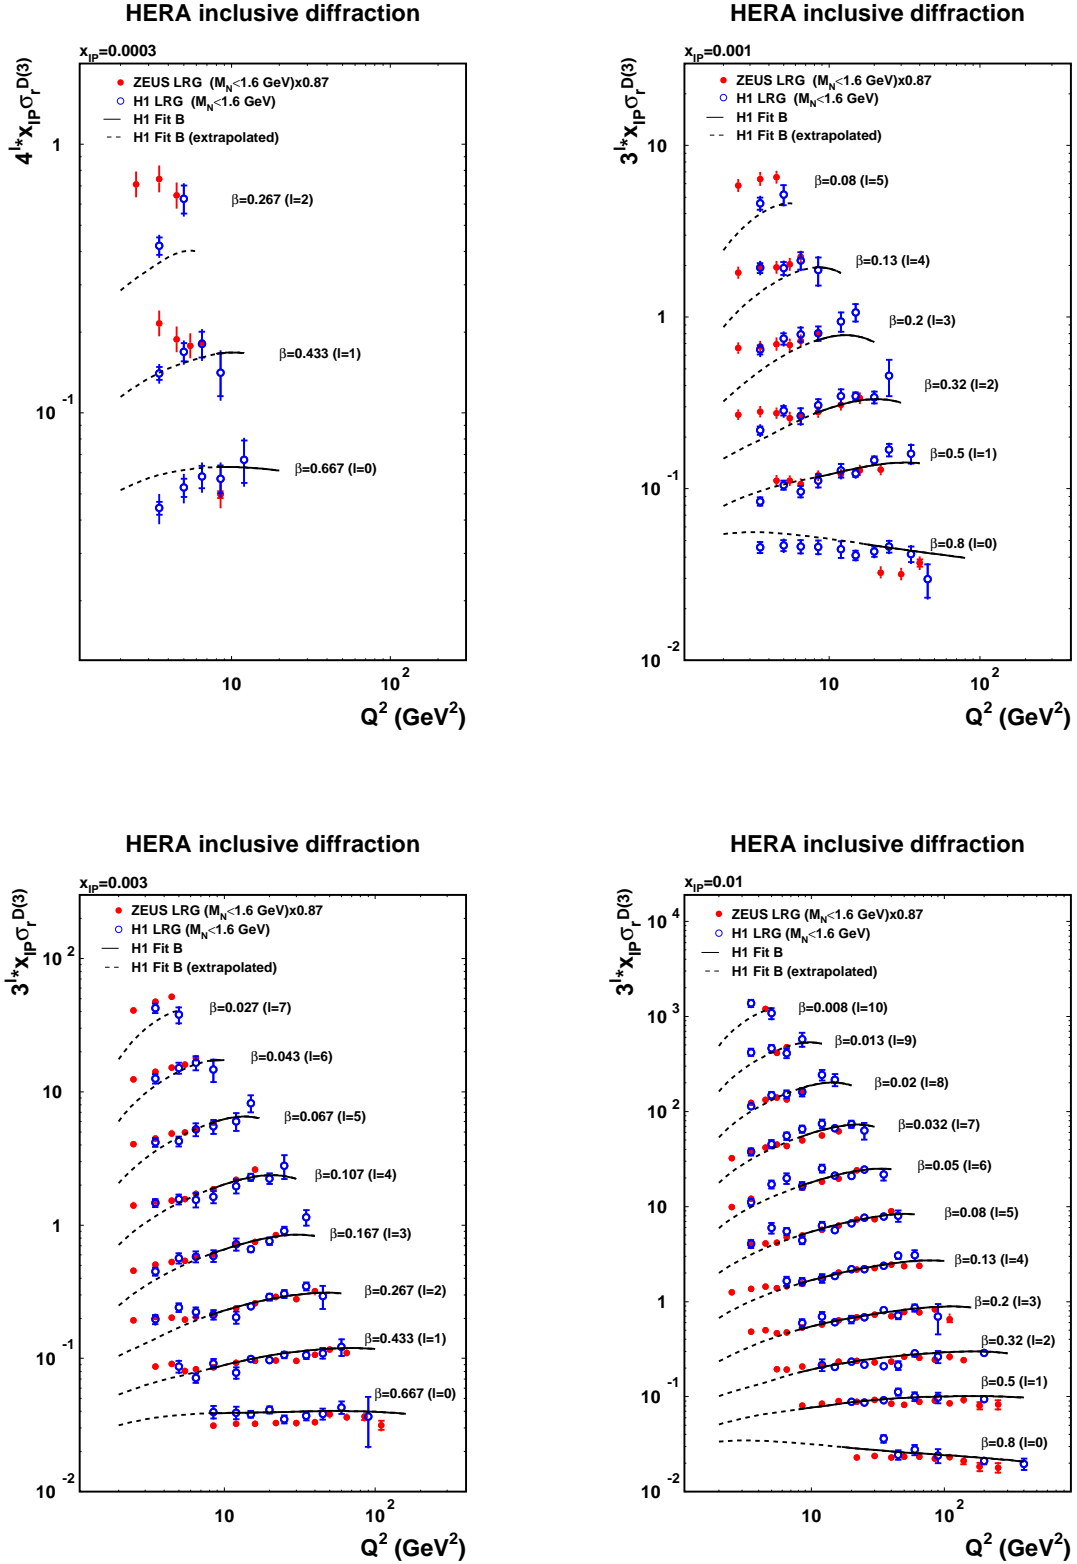 HERA inclusive diffraction
x_IP=0.0003
4^l*x_IP σ_r^D(3)
ZEUS LRG (M_N<1.6 GeV)x0.87
H1 LRG (M_N<1.6 GeV)
H1 Fit B
H1 Fit B (extrapolated)
1
β=0.267 (l=2)
β=0.433 (l=1)
10^-1
β=0.667 (l=0)
10 10^2
Q^2 (GeV^2)
HERA inclusive diffraction
x_IP=0.001
3^l*x_IP σ_r^D(3)
ZEUS LRG (M_N<1.6 GeV)x0.87
H1 LRG (M_N<1.6 GeV)
H1 Fit B
H1 Fit B (extrapolated)
10
β=0.08 (l=5)
β=0.13 (l=4)
1
β=0.2 (l=3)
β=0.32 (l=2)
β=0.5 (l=1)
10^-1
β=0.8 (l=0)
10^-2
10 10^2
Q^2 (GeV^2)
HERA inclusive diffraction
x_IP=0.003
3^l*x_IP σ_r^D(3)
ZEUS LRG (M_N<1.6 GeV)x0.87
H1 LRG (M_N<1.6 GeV)
H1 Fit B
H1 Fit B (extrapolated)
10^2
β=0.027 (l=7)
β=0.043 (l=6)
10
β=0.067 (l=5)
β=0.107 (l=4)
1
β=0.167 (l=3)
β=0.267 (l=2)
β=0.433 (l=1)
10^-1
β=0.667 (l=0)
10^-2
10 10^2
Q^2 (GeV^2)
HERA inclusive diffraction
x_IP=0.01
3^l*x_IP σ_r^D(3)
10^4
ZEUS LRG (M_N<1.6 GeV)x0.87
H1 LRG (M_N<1.6 GeV)
H1 Fit B
H1 Fit B (extrapolated)
β=0.008 (l=10)
10^3
β=0.013 (l=9)
β=0.02 (l=8)
10^2
β=0.032 (l=7)
β=0.05 (l=6)
10
β=0.08 (l=5)
β=0.13 (l=4)
1
β=0.2 (l=3)
β=0.32 (l=2)
β=0.5 (l=1)
10^-1
β=0.8 (l=0)
10^-2
10 10^2
Q^2 (GeV^2)